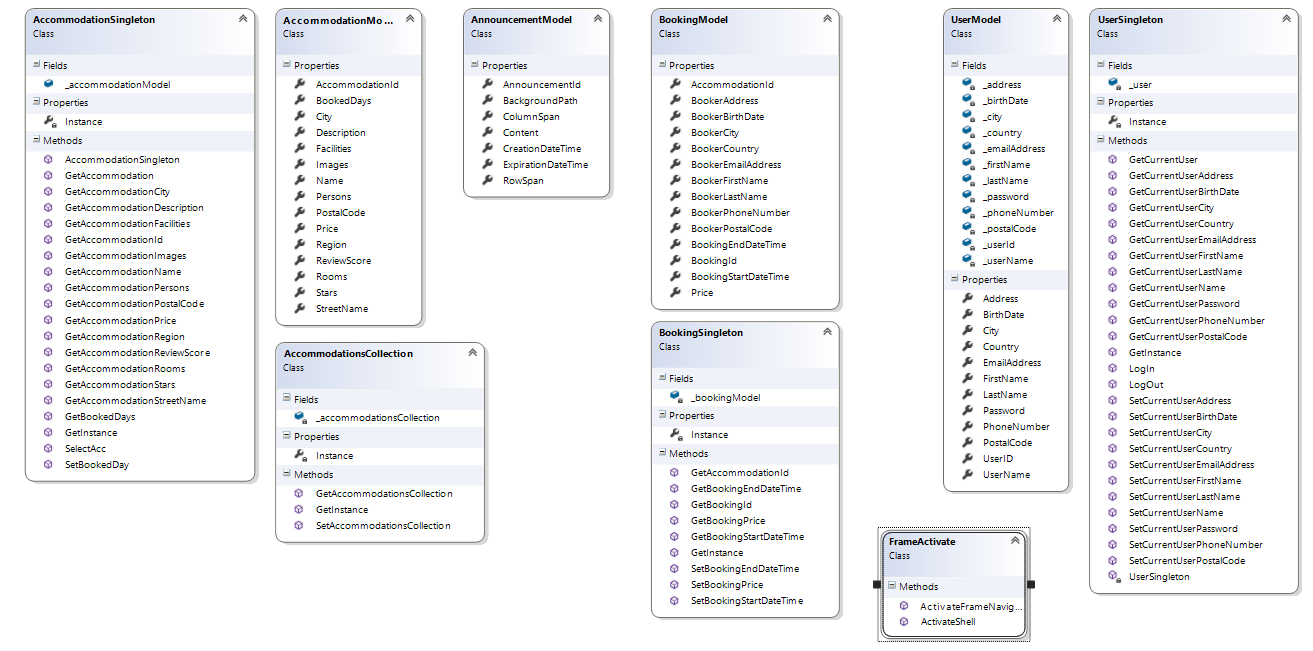 AccommodationSingleton
Class
Fields
_accommodationModel
Properties
Instance
Methods
AccommodationSingleton
GetAccommodation
GetAccommodationCity
GetAccommodationDescription
GetAccommodationFacilities
GetAccommodationId
GetAccommodationImages
GetAccommodationName
GetAccommodationPersons
GetAccommodationPostalCode
GetAccommodationPrice
GetAccommodationRegion
GetAccommodationReviewScore
GetAccommodationRooms
GetAccommodationStars
GetAccommodationStreetName
GetBookedDays
GetInstance
SelectAcc
SetBookedDay
AccommodationMo...
Class
Properties
AccommodationId
BookedDays
City
Description
Facilities
Images
Name
Persons
PostalCode
Price
Region
ReviewScore
Rooms
Stars
StreetName
AccommodationsCollection
Class
Fields
_accommodationsCollection
Properties
Instance
Methods
GetAccommodationsCollection
GetInstance
SetAccommodationsCollection
AnnouncementModel
Class
Properties
AnnouncementId
BackgroundPath
ColumnSpan
Content
CreationDateTime
ExpirationDateTime
RowSpan
BookingModel
Class
Properties
AccommodationId
BookerAddress
BookerBirthDate
BookerCity
BookerCountry
BookerEmailAddress
BookerFirstName
BookerLastName
BookerPhoneNumber
BookerPostalCode
BookingEndDateTime
BookingId
BookingStartDateTime
Price
BookingSingleton
Class
Fields
_bookingModel
Properties
Instance
Methods
GetAccommodationId
GetBookingEndDateTime
GetBookingId
GetBookingPrice
GetBookingStartDateTime
GetInstance
SetBookingEndDateTime
SetBookingPrice
SetBookingStartDateTime
UserModel
Class
Fields
_address
_birthDate
_city
_country
_emailAddress
_firstName
_lastName
_password
_phoneNumber
_postalCode
_userId
_userName
Properties
Address
BirthDate
City
Country
EmailAddress
FirstName
LastName
Password
PhoneNumber
PostalCode
UserID
UserName
FrameActivate
Class
Methods
ActivateFrameNavig...
ActivateShell
UserSingleton
Class
Fields
_user
Properties
Instance
Methods
GetCurrentUser
GetCurrentUserAddress
GetCurrentUserBirthDate
GetCurrentUserCity
GetCurrentUserCountry
GetCurrentUserEmailAddress
GetCurrentUserFirstName
GetCurrentUserLastName
GetCurrentUserName
GetCurrentUserPassword
GetCurrentUserPhoneNumber
GetCurrentUserPostalCode
GetInstance
LogIn
LogOut
SetCurrentUserAddress
SetCurrentUserBirthDate
SetCurrentUserCity
SetCurrentUserCountry
SetCurrentUserEmailAddress
SetCurrentUserFirstName
SetCurrentUserLastName
SetCurrentUserName
SetCurrentUserPassword
SetCurrentUserPhoneNumber
SetCurrentUserPostalCode
UserSingleton